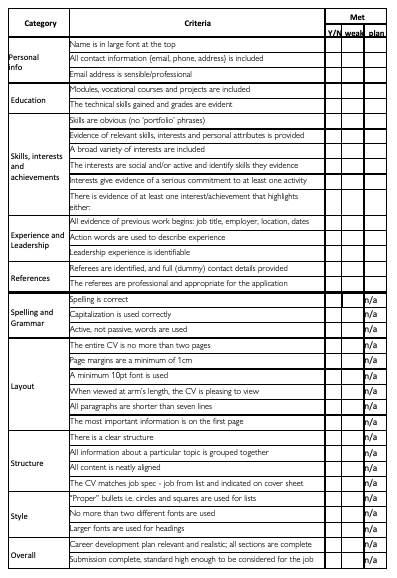 Category Criteria Met
Y/N weak plan
Personal info
Name is in large font at the top
All contact information (email, phone, address) is included
Email address is sensible/professional
Education
Modules, vocational courses and projects are included
The technical skills gained and grades are evident
Skills, interests and achievements
Skills are obvious (no 'portfolio' phrases)
Evidence of relevant skills, interests and personal attributes is provided
A broad variety of interests are included
The interests are social and/or active and identify skills they evidence
Interests give evidence of a serious commitment to at least one activity
There is evidence of at least one interest/achievement that highlights
either:
Experience and Leadership
All evidence of previous work begins: job title, employer, location, dates
Action words are used to describe experience
Leadership experience is identifiable
References
Referees are identified, and full (dummy) contact details provided
The referees are professional and appropriate for the application
Spelling and Grammar
Spelling is correct n/a
Capitalization is used correctly n/a
Active, not passive, words are used n/a
Layout
The entire CV is no more than two pages n/a
Page margins are a minimum of 1cm n/a
A minimum 10pt font is used n/a
When viewed at arm's length, the CV is pleasing to view n/a
All paragraphs are shorter than seven lines n/a
The most important information is on the first page n/a
Structure
There is a clear structure n/a
All information about a particular topic is grouped together n/a
All content is neatly aligned n/a
The CV matches job spec - job from list and indicated on cover sheet n/a
Style
"Proper" bullets i.e. circles and squares are used for lists n/a
No more than two different fonts are used n/a
Larger fonts are used for headings n/a
Overall
Career development plan relevant and realistic; all sections are complete n/a
Submission complete, standard high enough to be considered for the job n/a